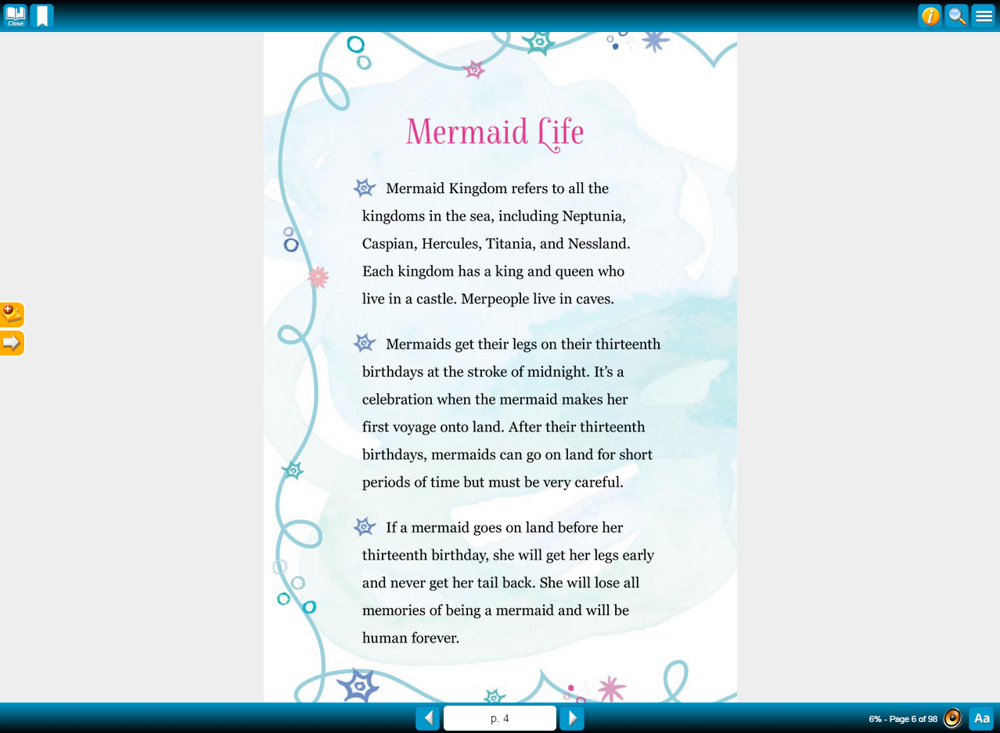 Close
Mermaid Life
Mermaid Kingdom refers to all the
kingdoms in the sea, including Neptunia,
Caspian, Hercules, Titania, and Nessland.
Each kingdom has a king and queen who
live in a castle. Merpeople live in caves.
Mermaids get their legs on their thirteenth
birthdays at the stroke of midnight. It’s a
celebration when the mermaid makes her
first voyage onto land. After their thirteenth
birthdays, mermaids can go on land for short
periods of time but must be very careful.
If a mermaid goes on land before her
thirteenth birthday, she will get her legs early
and never get her tail back. She will lose all
memories of being a mermaid and will be
human forever.
p. 4
6% - Page 6 of 98
Aa